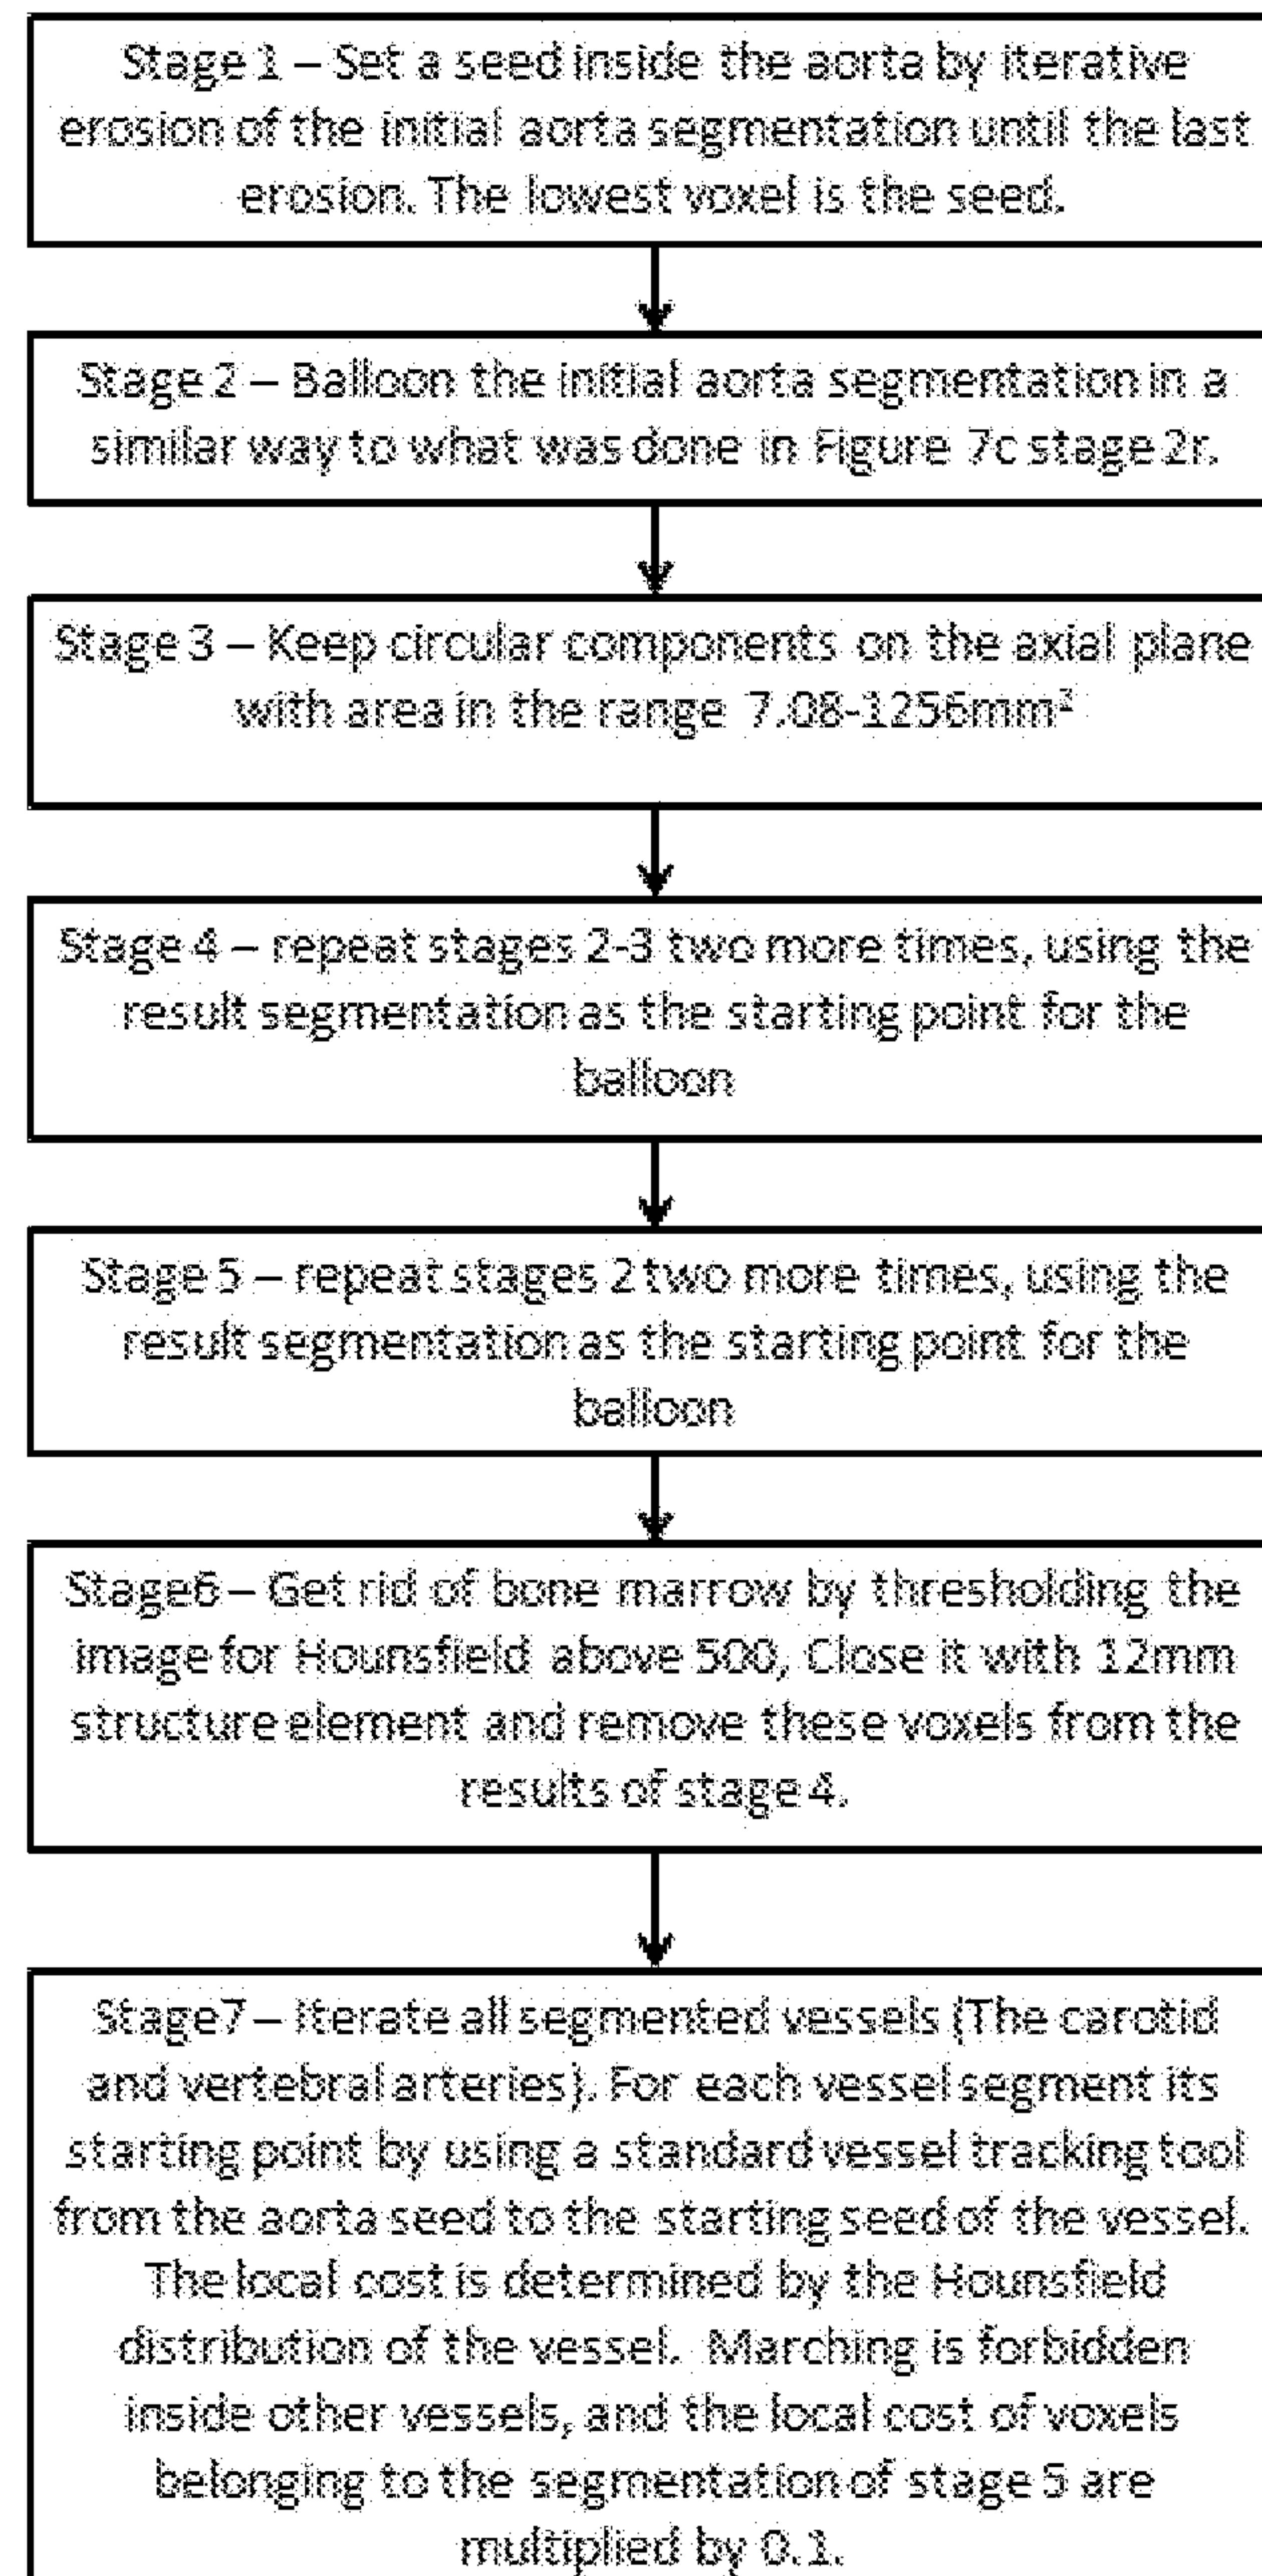 Stage 1 – Set a seed inside the aorta by iterative
erosion of the initial aorta segmentation until the last
erosion. The lowest voxel is the seed.
Stage 2 – Balloon the initial aorta segmentation in a
similar way to what was done in Figure 7c stage 2r.
Stage 3 – Keep circular components on the axial plane
with area in the range 7.08-1256mm²
Stage 4 – repeat stages 2-3 two more times, using the
result segmentation as the starting point for the
balloon
Stage 5 – repeat stages 2 two more times, using the
result segmentation as the starting point for the
balloon
Stage6 – Get rid of bone marrow by thresholding the
image for Hounsfield above 500, Close it with 12mm
structure element and remove these voxels from the
results of stage 4.
Stage7 – Iterate all segmented vessels (The carotid
and vertebral arteries). For each vessel segment its
starting point by using a standard vessel tracking tool
from the aorta seed to the starting seed of the vessel.
The local cost is determined by the Hounsfield
distribution of the vessel. Marching is forbidden
inside other vessels, and the local cost of voxels
belonging to the segmentation of stage 5 are
multiplied by 0.1.